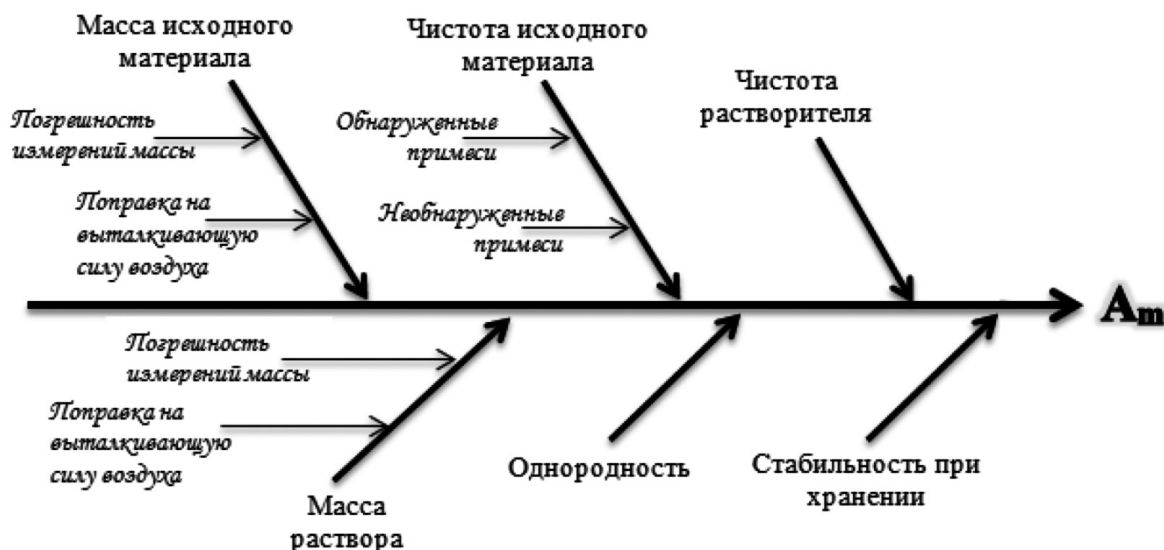 Масса исходного
материала
Чистота исходного
материала
Чистота
растворителя
Погрешность
измерений массы
Обнаруженные
примеси
Поправка на
выталкивающую
силу воздуха
Необнаруженные
примеси
Aₘ
Погрешность
измерений массы
Поправка на
выталкивающую
силу воздуха
Однородность
Стабильность при
хранении
Масса
раствора